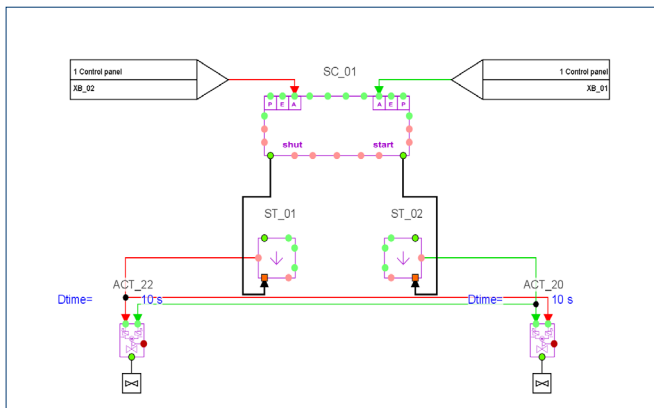 SC_01
1 Control panel
XB_02
1 Control panel
XB_01
P E A
A E P
shut
start
ST_01
ST_02
ACT_22
ACT_20
Dtime= 10 s
Dtime= 10 s